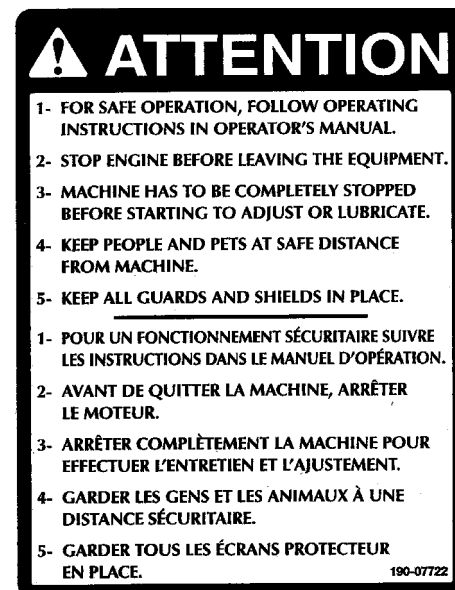 ATTENTION
1- FOR SAFE OPERATION, FOLLOW OPERATING
INSTRUCTIONS IN OPERATOR'S MANUAL.
2- STOP ENGINE BEFORE LEAVING THE EQUIPMENT.
3- MACHINE HAS TO BE COMPLETELY STOPPED
BEFORE STARTING TO ADJUST OR LUBRICATE.
4- KEEP PEOPLE AND PETS AT SAFE DISTANCE
FROM MACHINE.
5- KEEP ALL GUARDS AND SHIELDS IN PLACE.
1- POUR UN FONCTIONNEMENT SÉCURITAIRE SUIVRE
LES INSTRUCTIONS DANS LE MANUEL D'OPÉRATION.
2- AVANT DE QUITTER LA MACHINE, ARRÊTER
LE MOTEUR.
3- ARRÊTER COMPLÈTEMENT LA MACHINE POUR
EFFECTUER L'ENTRETIEN ET L'AJUSTEMENT.
4- GARDER LES GENS ET LES ANIMAUX À UNE
DISTANCE SÉCURITAIRE.
5- GARDER TOUS LES ÉCRANS PROTECTEUR
EN PLACE.
190-07722